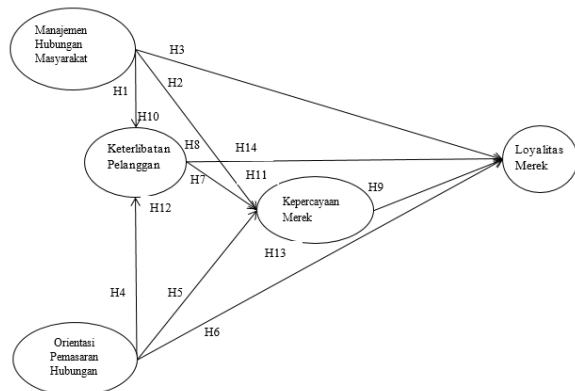 Manajemen
Hubungan
Masyarakat
H3
H1
H2
H10
Keterlibatan
Pelanggan
H8
H14
H7
H11
Loyalitas
Merek
Kepercayaan
Merek
H9
H12
H13
H4
H5
H6
Orientasi
Pemasaran
Hubungan